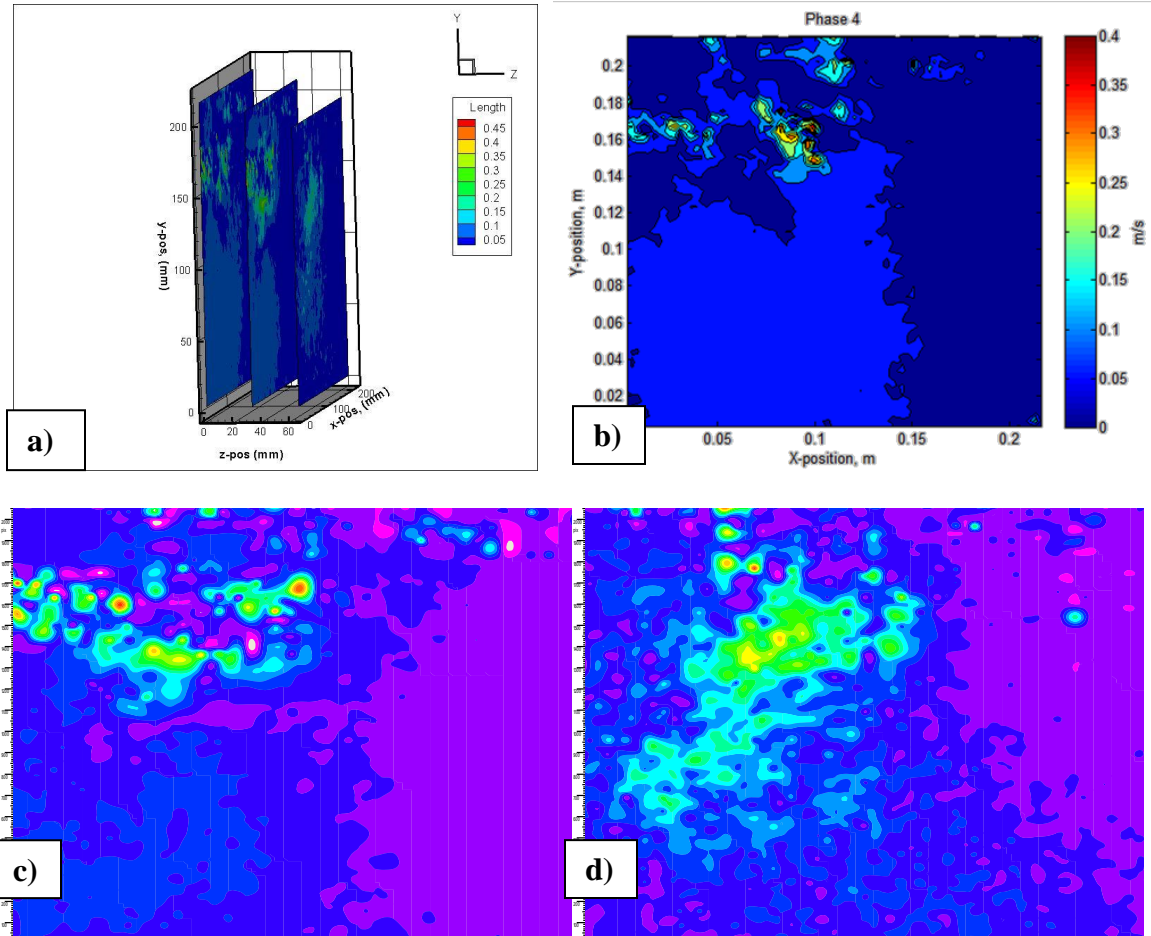 Y
Z
Length
0.45
0.4
0.35
0.3
0.25
0.2
0.15
0.1
0.05
200
150
100
50
0
y-pos, (mm)
0 20 40 60
z-pos (mm)
0 100 200
x-pos, (mm)
a)
Phase 4
0.2
0.18
0.16
0.14
0.12
0.1
0.08
0.06
0.04
0.02
Y-position, m
0.05 0.1 0.15 0.2
X-position, m
0.4
0.35
0.3
0.25
0.2
0.15
0.1
0.05
0
m/s
b)
c)
d)